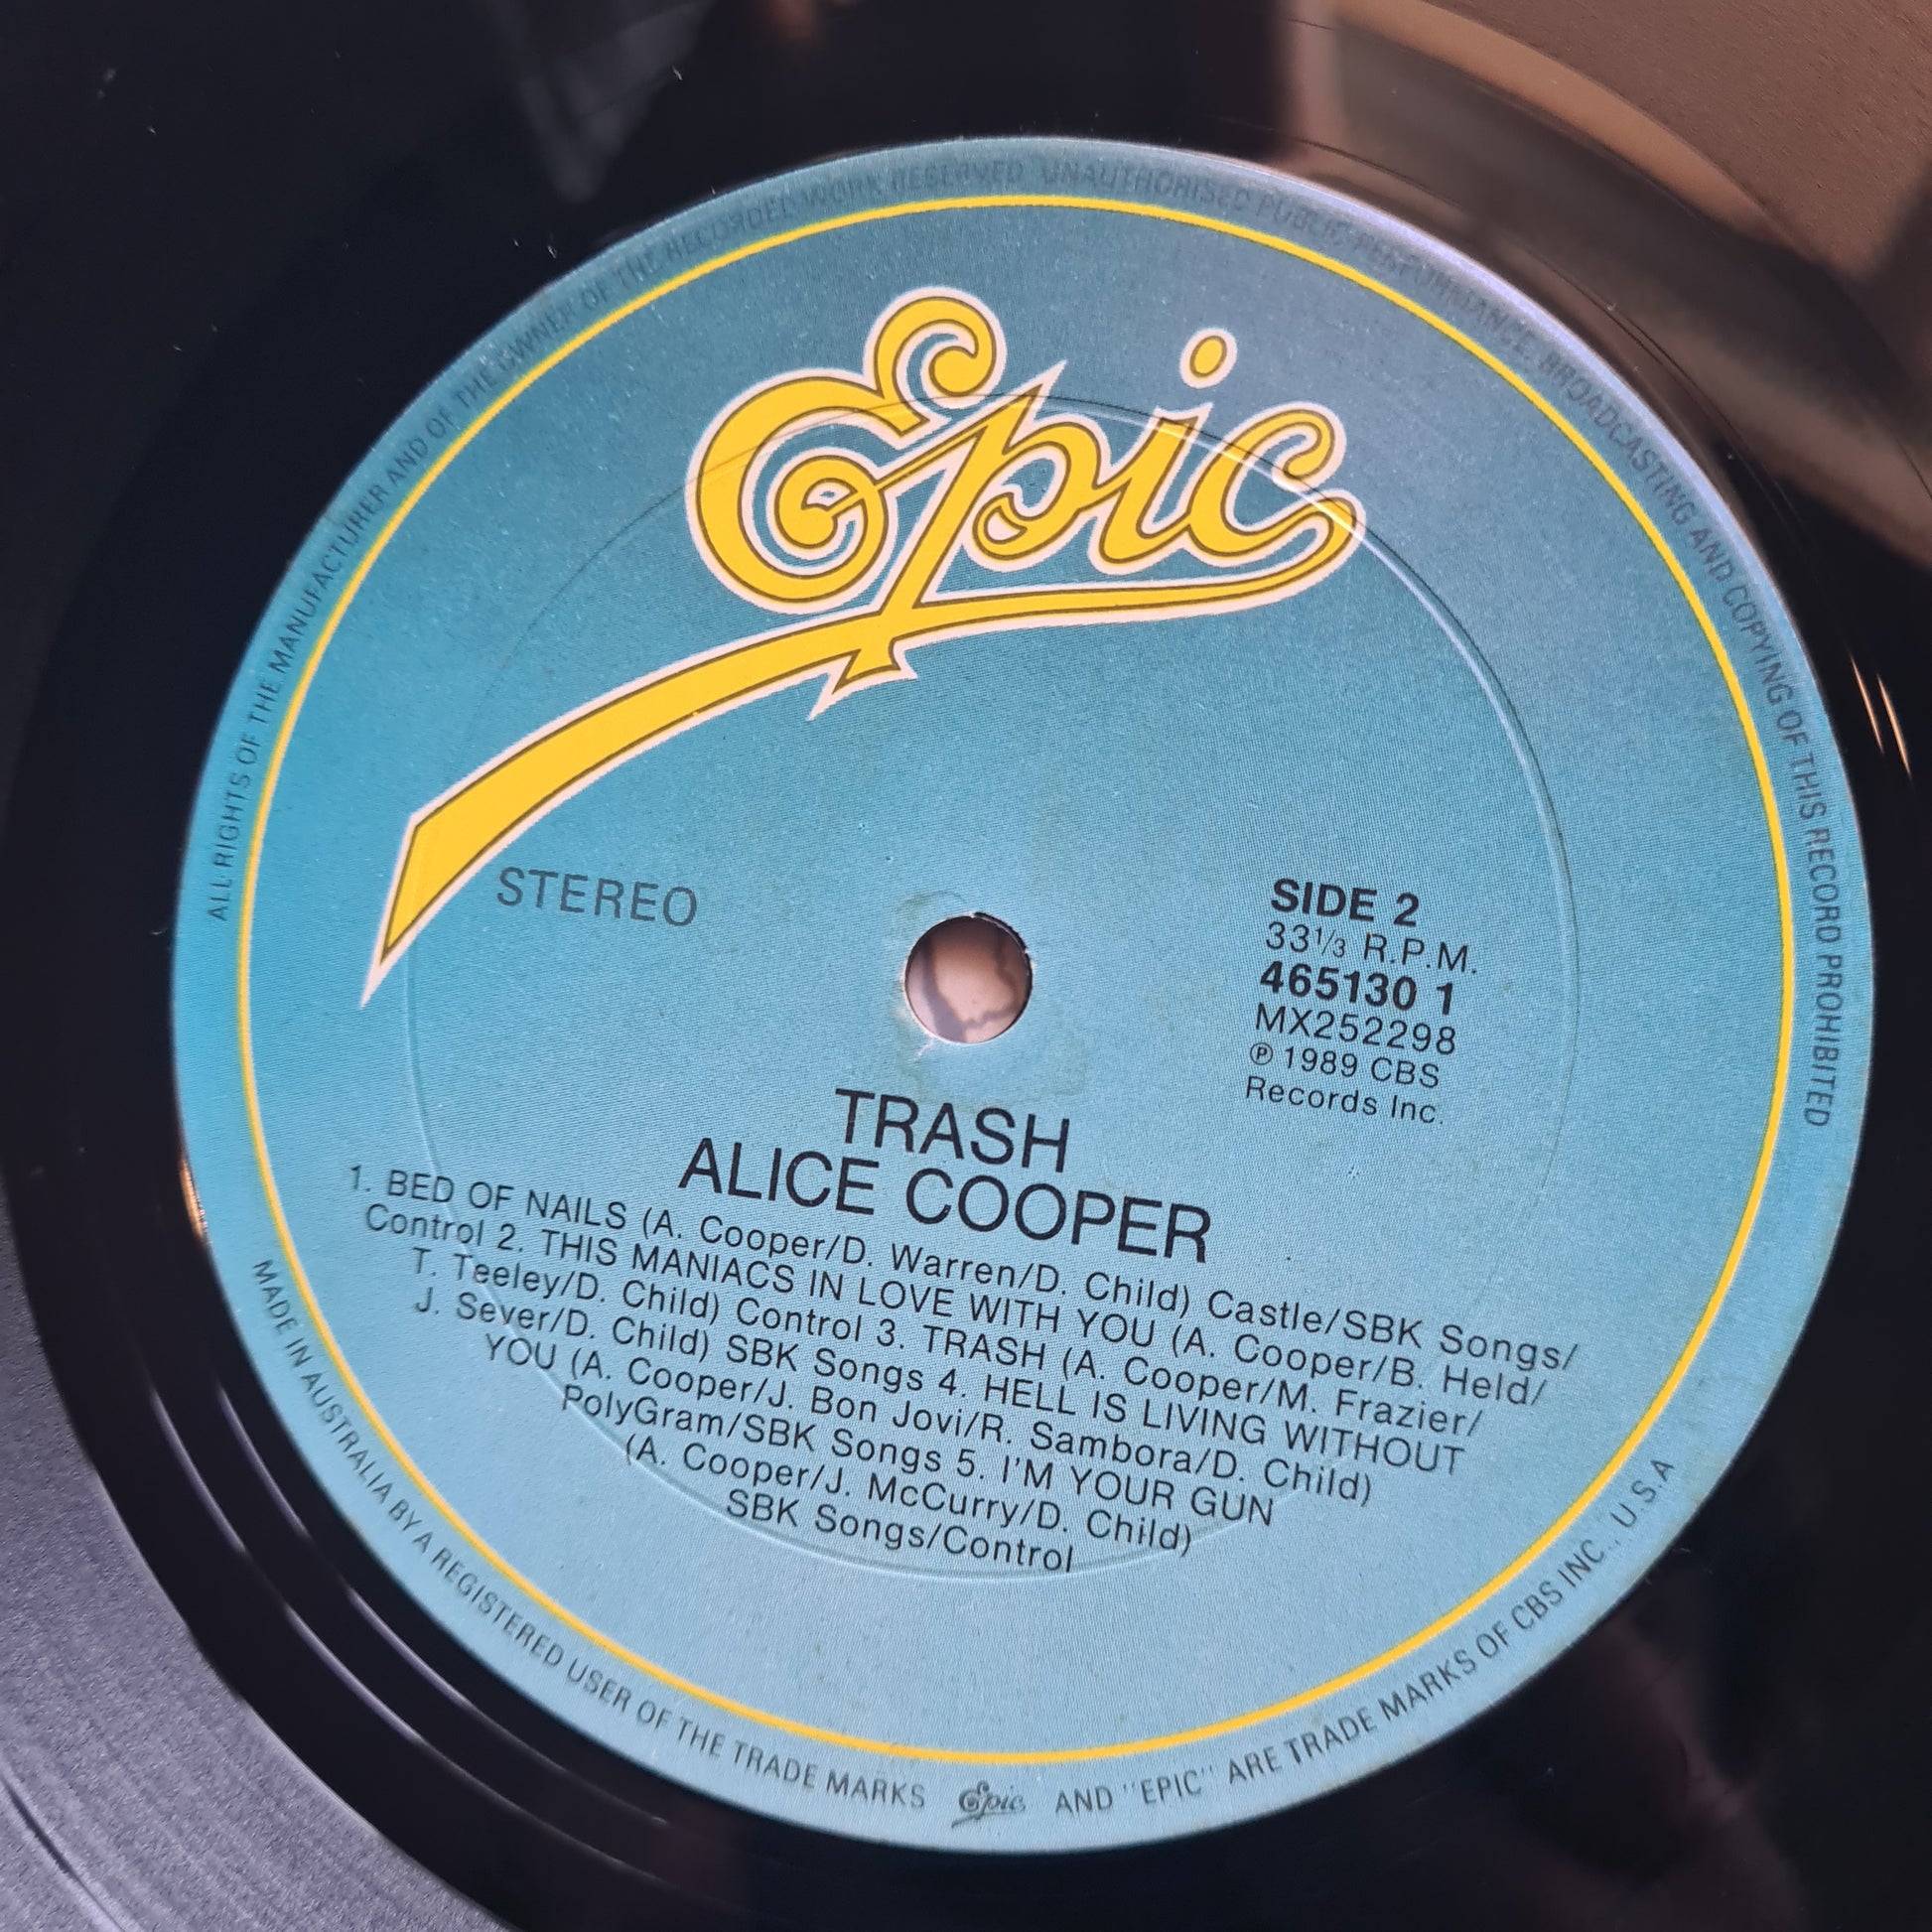 ALL RIGHTS OF THE MANUFACTURER AND OF THE OWNER OF THE RECORDED WORK RESERVED UNAUTHORISED PUBLIC PERFORMANCE, BROADCASTING AND COPYING OF THIS RECORD PROHIBITED
Epic
STEREO
SIDE 2
33⅓ R.P.M.
465130 1
MX252298
℗ 1989 CBS
Records Inc.
TRASH
ALICE COOPER
1. BED OF NAILS (A. Cooper/D. Warren/D. Child) Castle/SBK Songs/
Control 2. THIS MANIACS IN LOVE WITH YOU (A. Cooper/B. Held/
T. Teeley/D. Child) Control 3. TRASH (A. Cooper/M. Frazier/
J. Sever/D. Child) SBK Songs 4. HELL IS LIVING WITHOUT
YOU (A. Cooper/J. Bon Jovi/R. Sambora/D. Child)
PolyGram/SBK Songs 5. I'M YOUR GUN
(A. Cooper/J. McCurry/D. Child)
SBK Songs/Control
MADE IN AUSTRALIA BY A REGISTERED USER OF THE TRADE MARKS Epic AND "EPIC" ARE TRADE MARKS OF CBS INC., U.S.A